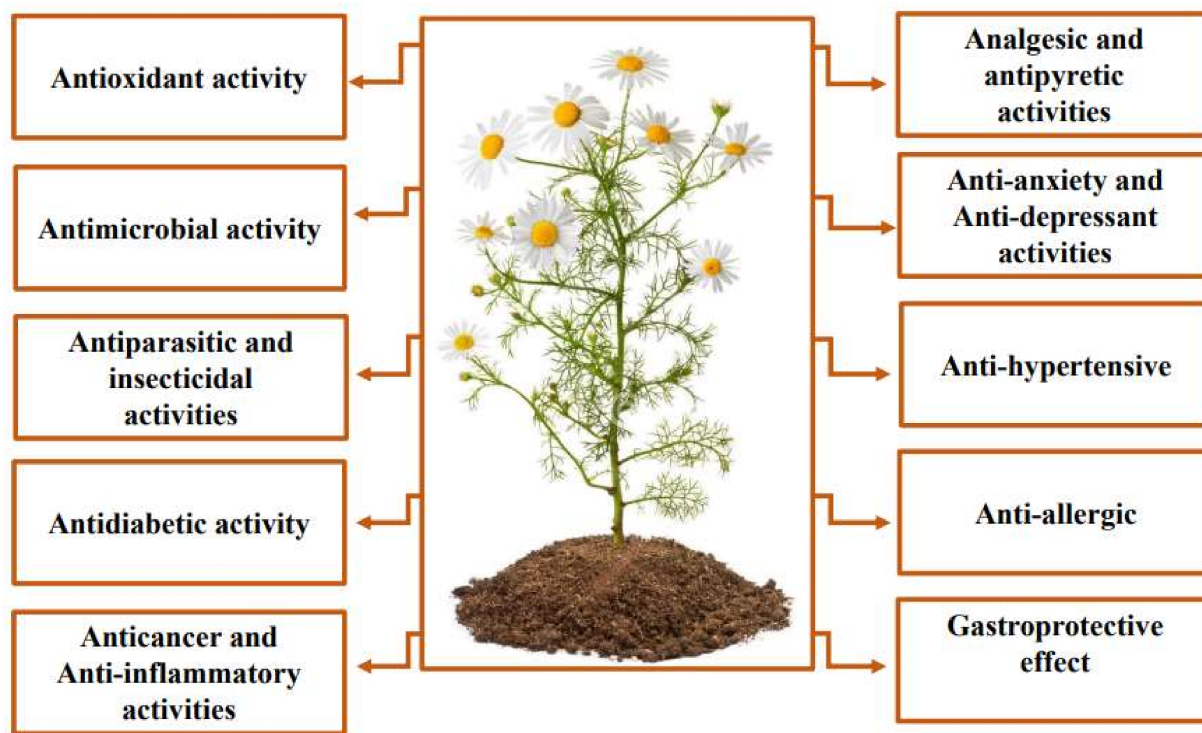 Antioxidant activity
Antimicrobial activity
Antiparasitic and
insecticidal
activities
Antidiabetic activity
Anticancer and
Anti-inflammatory
activities
Analgesic and
antipyretic
activities
Anti-anxiety and
Anti-depressant
activities
Anti-hypertensive
Anti-allergic
Gastroprotective
effect